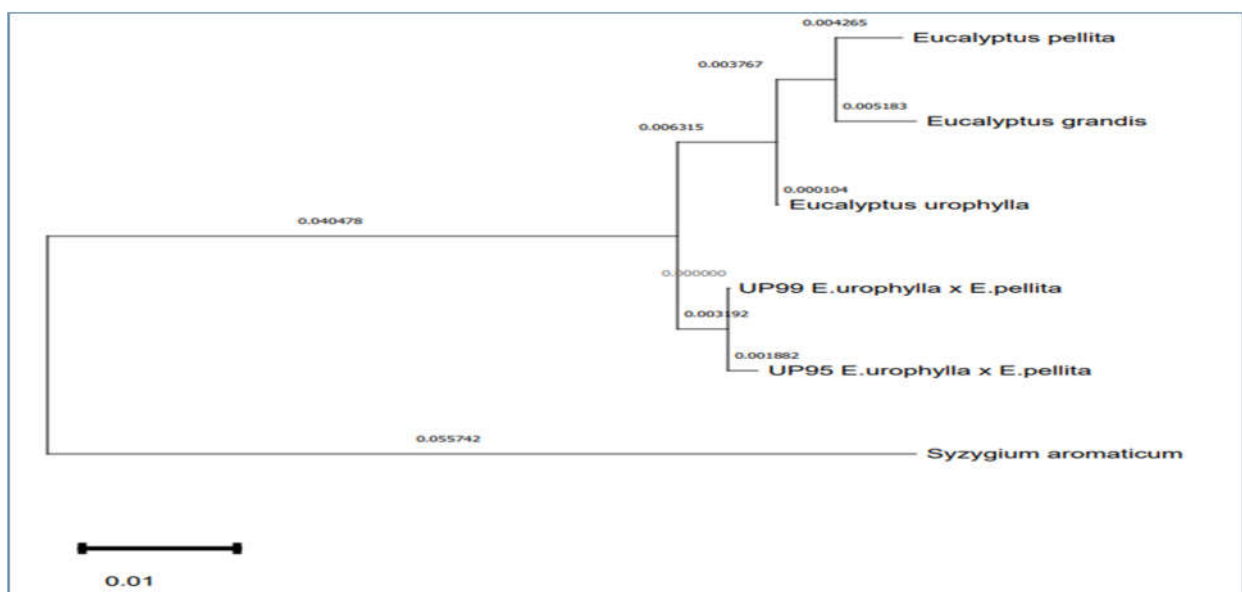 0.004265
Eucalyptus pellita
0.003767
0.005183
Eucalyptus grandis
0.006315
0.000104
Eucalyptus urophylla
0.040478
0.000000
UP99 E.urophylla x E.pellita
0.003192
0.001882
UP95 E.urophylla x E.pellita
0.055742
Syzygium aromaticum
0.01